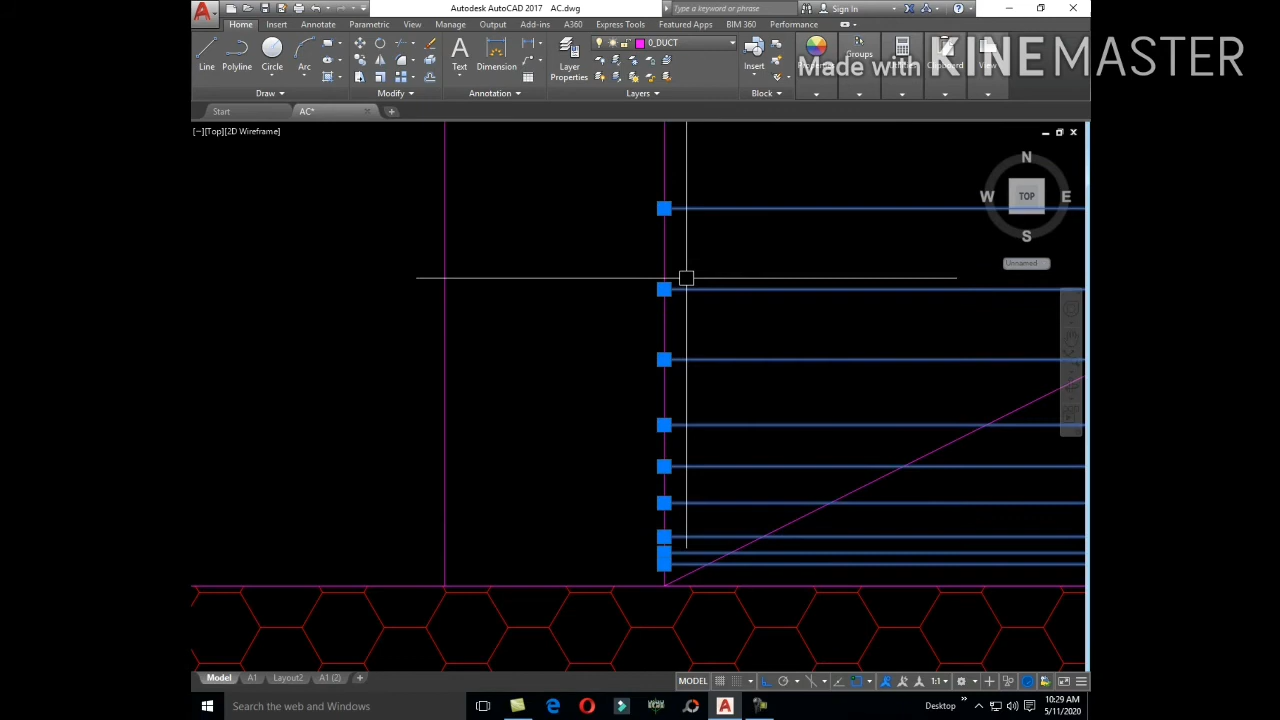 Autodesk AutoCAD 2017 AC.dwg
Type a keyword or phrase
Sign In
Home Insert Annotate Parametric View Manage Output Add-ins A360 Express Tools Featured Apps BIM 360 Performance
0_DUCT
Line Polyline Circle Arc
Text Dimension
Layer Properties
Insert
Groups
Made with KINEMASTER
Draw Modify Annotation Layers Block
Start AC*
[−][Top][2D Wireframe]
N
W TOP E
S
Unnamed
Model A1 Layout2 A1 (2)
MODEL 1:1
Search the web and Windows
Desktop
10:29 AM
5/11/2020